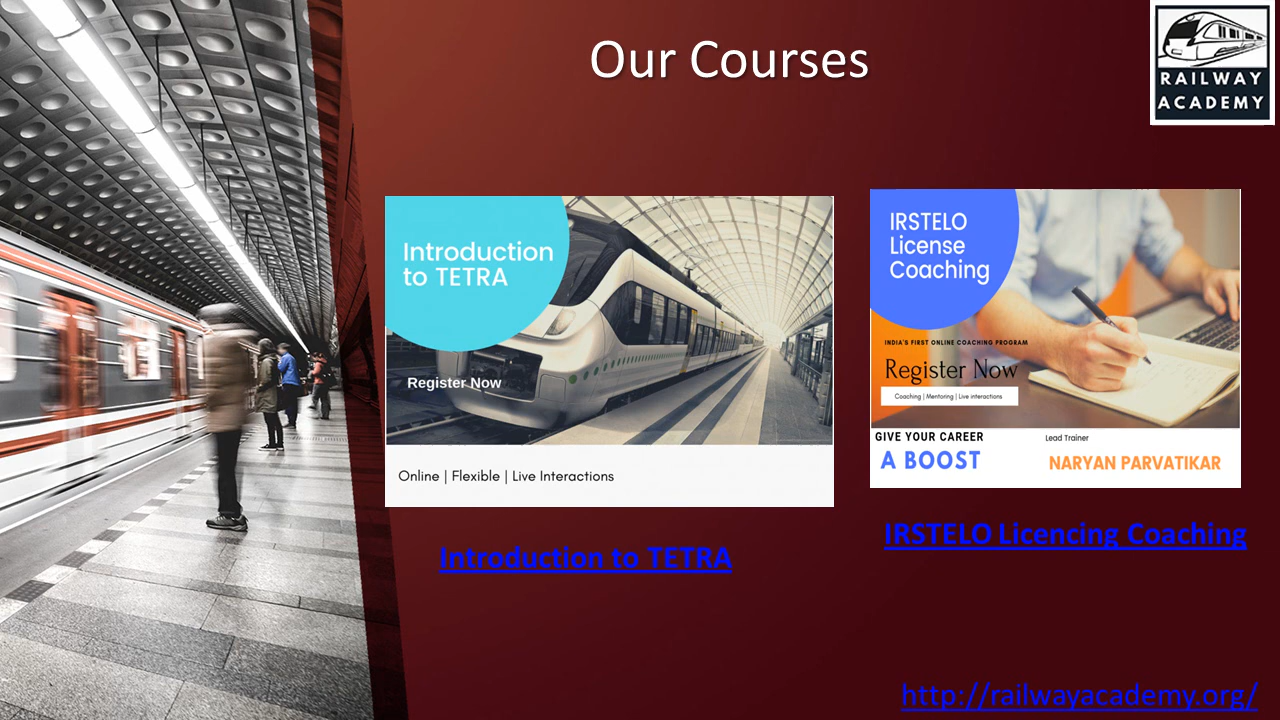 Our Courses
RAILWAY
ACADEMY
Introduction
to TETRA
Register Now
Online | Flexible | Live Interactions
Introduction to TETRA
IRSTELO
License
Coaching
INDIA'S FIRST ONLINE COACHING PROGRAM
Register Now
Coaching | Mentoring | Live interactions
GIVE YOUR CAREER
A BOOST
Lead Trainer
NARYAN PARVATIKAR
IRSTELO Licencing Coaching
http://railwayacademy.org/